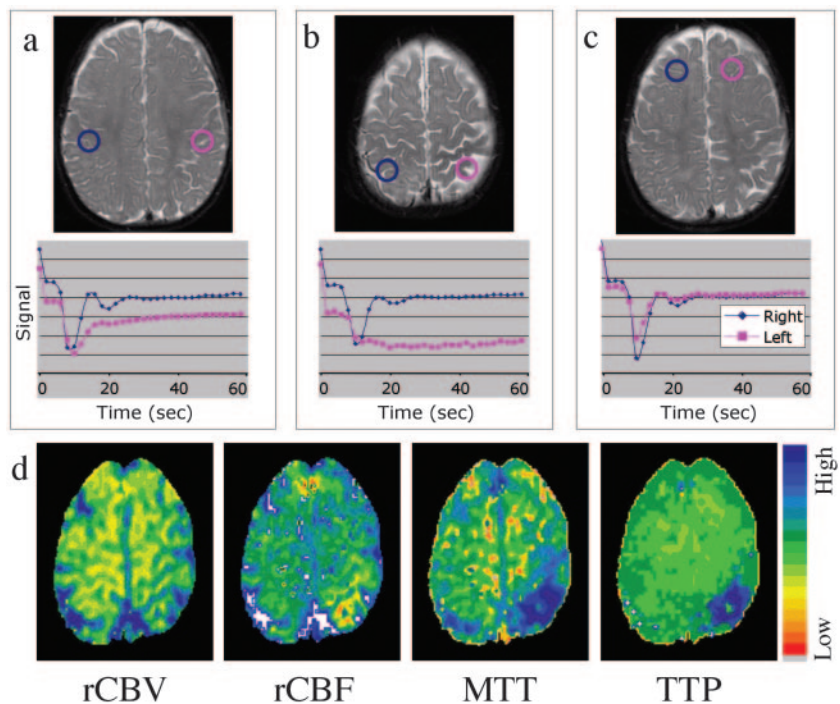 a
b
c
Signal
Right
Left
0 20 40 60
Time (sec)
0 20 40 60
Time (sec)
0 20 40 60
Time (sec)
d
High
Low
rCBV rCBF MTT TTP